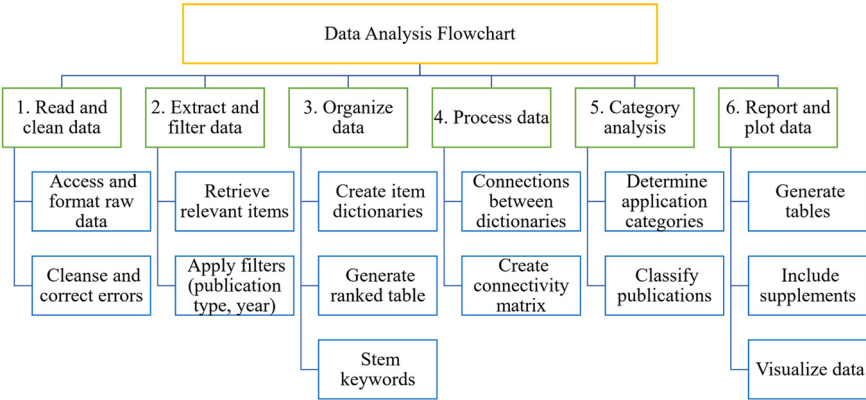 Data Analysis Flowchart
1. Read and
clean data
Access and
format raw
data
Cleanse and
correct errors
2. Extract and
filter data
Retrieve
relevant items
Apply filters
(publication
type, year)
3. Organize
data
Create item
dictionaries
Generate
ranked table
Stem
keywords
4. Process data
Connections
between
dictionaries
Create
connectivity
matrix
5. Category
analysis
Determine
application
categories
Classify
publications
6. Report and
plot data
Generate
tables
Include
supplements
Visualize data